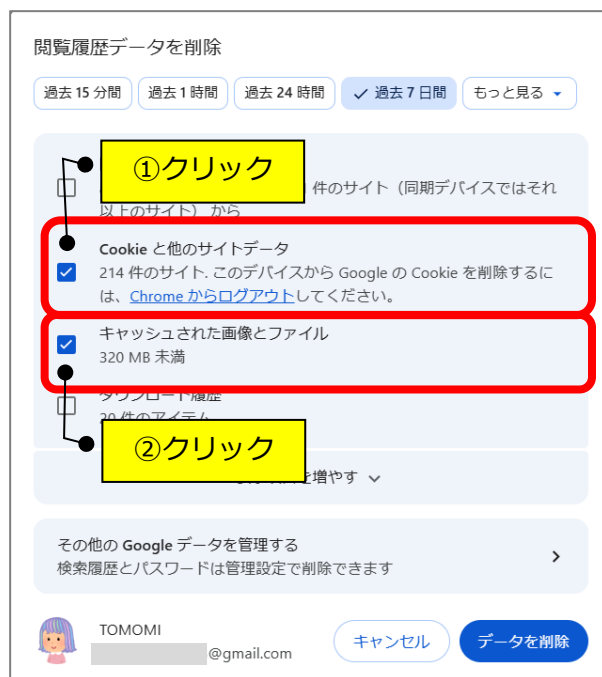 閲覧履歴データを削除
過去 15 分間
過去 1 時間
過去 24 時間
過去 7 日間
もっと見る
①クリック
件のサイト（同期デバイスではそれ
以上のサイト） から
Cookie と他のサイトデータ
214 件のサイト. このデバイスから Google の Cookie を削除するに
は、Chrome からログアウトしてください。
キャッシュされた画像とファイル
320 MB 未満
ダウンロード履歴
20 件のアイテム
②クリック
を増やす
その他の Google データを管理する
検索履歴とパスワードは管理設定で削除できます
TOMOMI
@gmail.com
キャンセル
データを削除